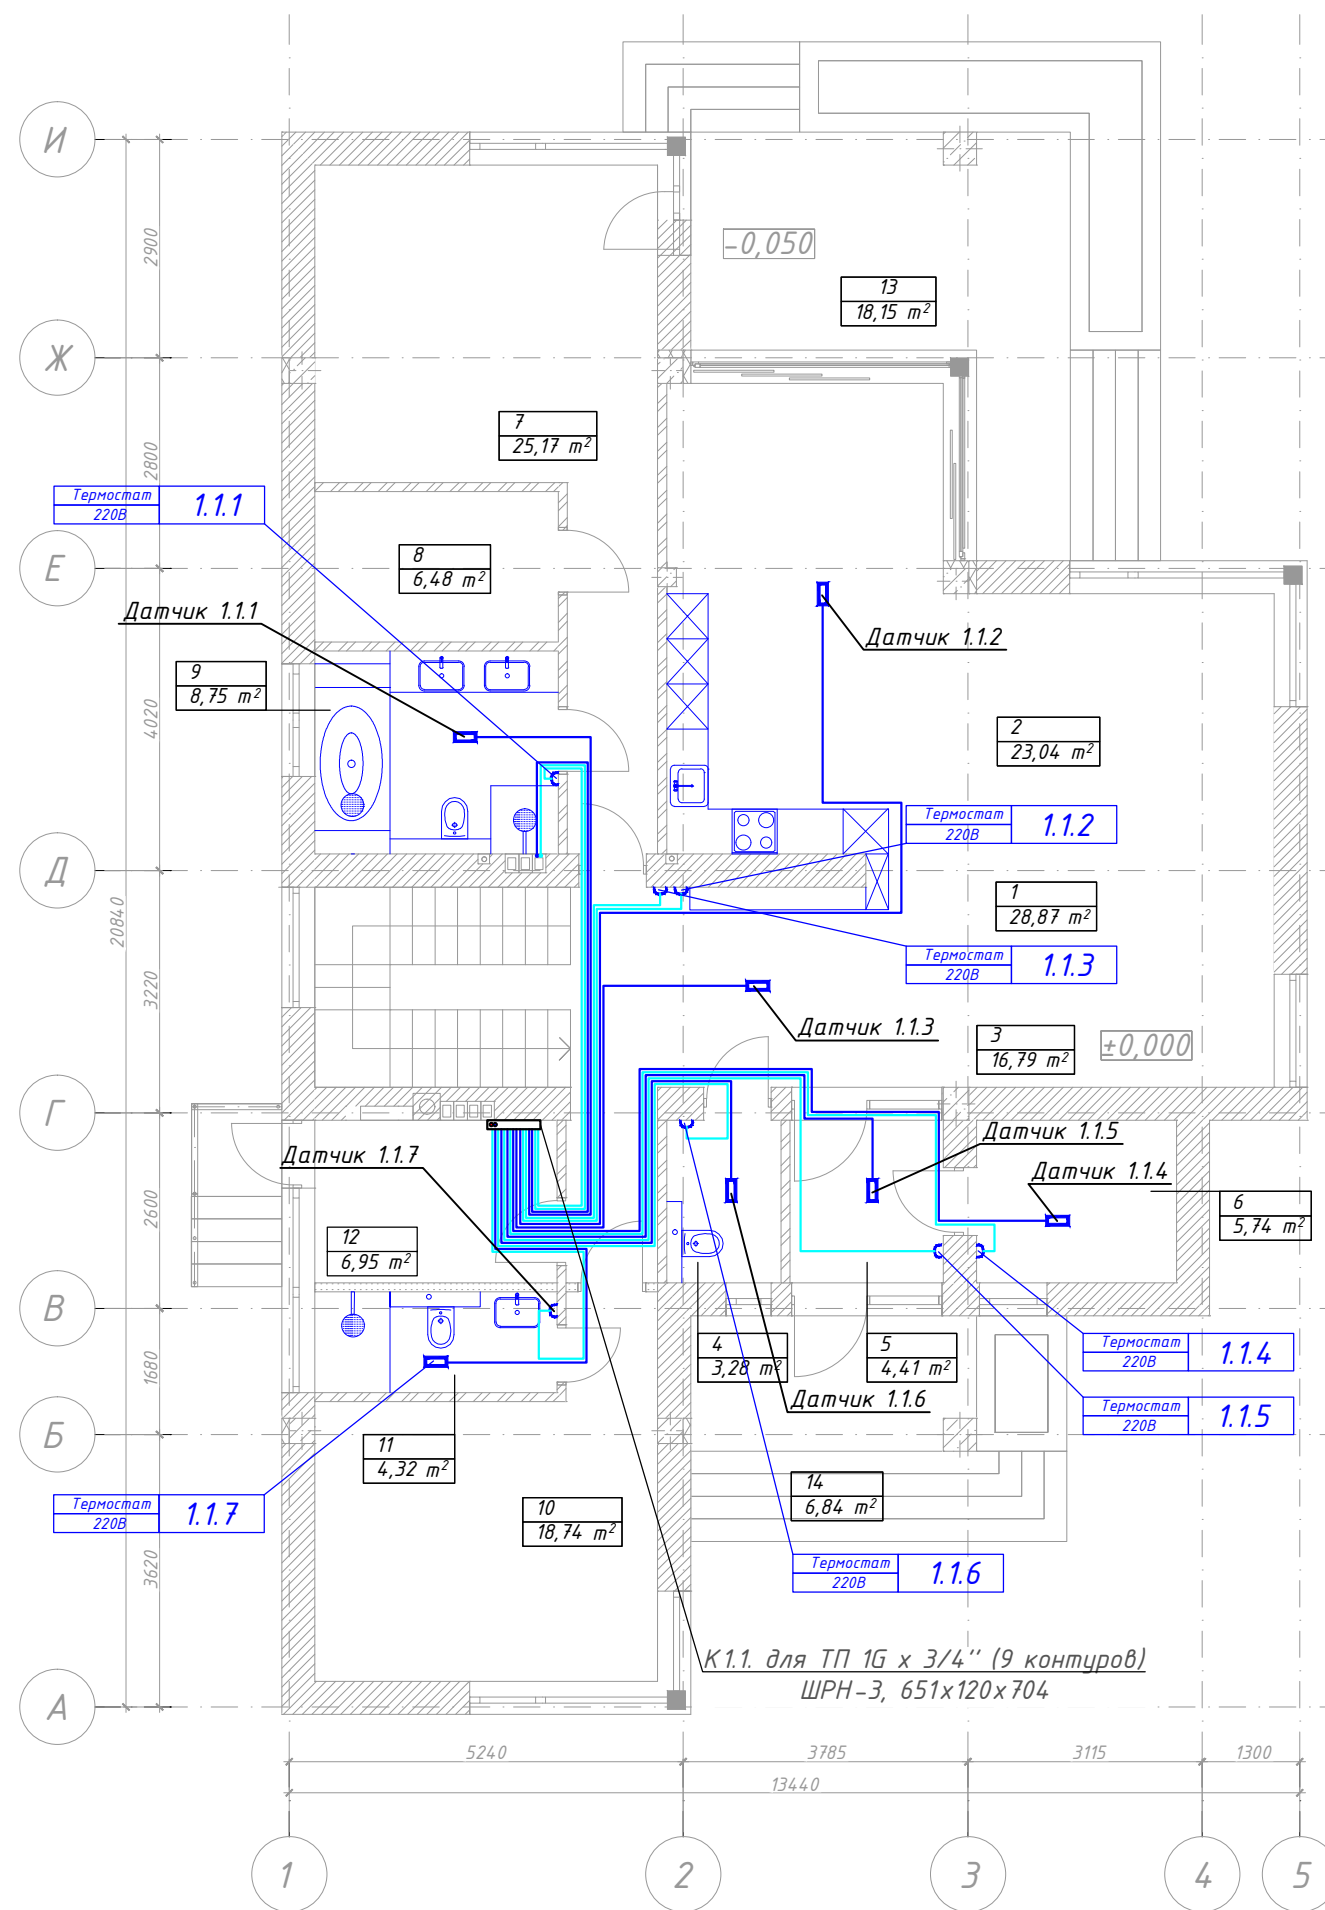 И
2900
-0,050
13
18,15 m²
Ж
7
25,17 m²
2800
Термостат
220В
1.1.1
Е
8
6,48 m²
Датчик 1.1.1
Датчик 1.1.2
9
8,75 m²
4020
2
23,04 m²
Термостат
220В
1.1.2
Д
20840
1
28,87 m²
Термостат
220В
1.1.3
3220
Датчик 1.1.3
3
16,79 m²
±0,000
Г
Датчик 1.1.7
Датчик 1.1.5
Датчик 1.1.4
2600
6
5,74 m²
12
6,95 m²
В
4
3,28 m²
5
4,41 m²
Термостат
220В
1.1.4
1680
Датчик 1.1.6
Термостат
220В
1.1.5
Б
11
4,32 m²
14
6,84 m²
Термостат
220В
1.1.7
10
18,74 m²
3620
Термостат
220В
1.1.6
К1.1. для ТП 1G x 3/4'' (9 контуров)
ШРН-3, 651x120x704
А
5240
3785
3115
1300
13440
1
2
3
4
5